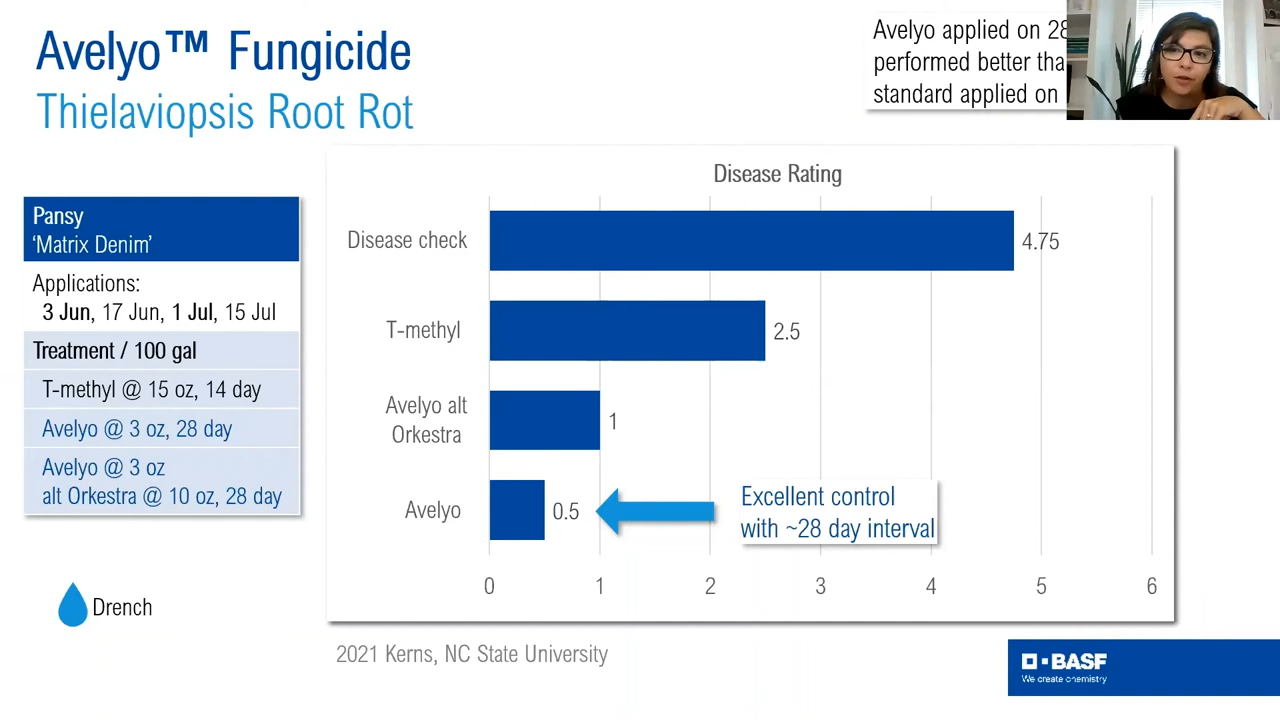 Avelyo™ Fungicide
Thielaviopsis Root Rot
Avelyo applied on 28
performed better tha
standard applied on
Pansy
‘Matrix Denim’
Applications:
3 Jun, 17 Jun, 1 Jul, 15 Jul
Treatment / 100 gal
T-methyl @ 15 oz, 14 day
Avelyo @ 3 oz, 28 day
Avelyo @ 3 oz
alt Orkestra @ 10 oz, 28 day
Drench
Disease Rating
Disease check
4.75
T-methyl
2.5
Avelyo alt
Orkestra
1
Avelyo
0.5
Excellent control
with ~28 day interval
0 1 2 3 4 5 6
2021 Kerns, NC State University
BASF
We create chemistry